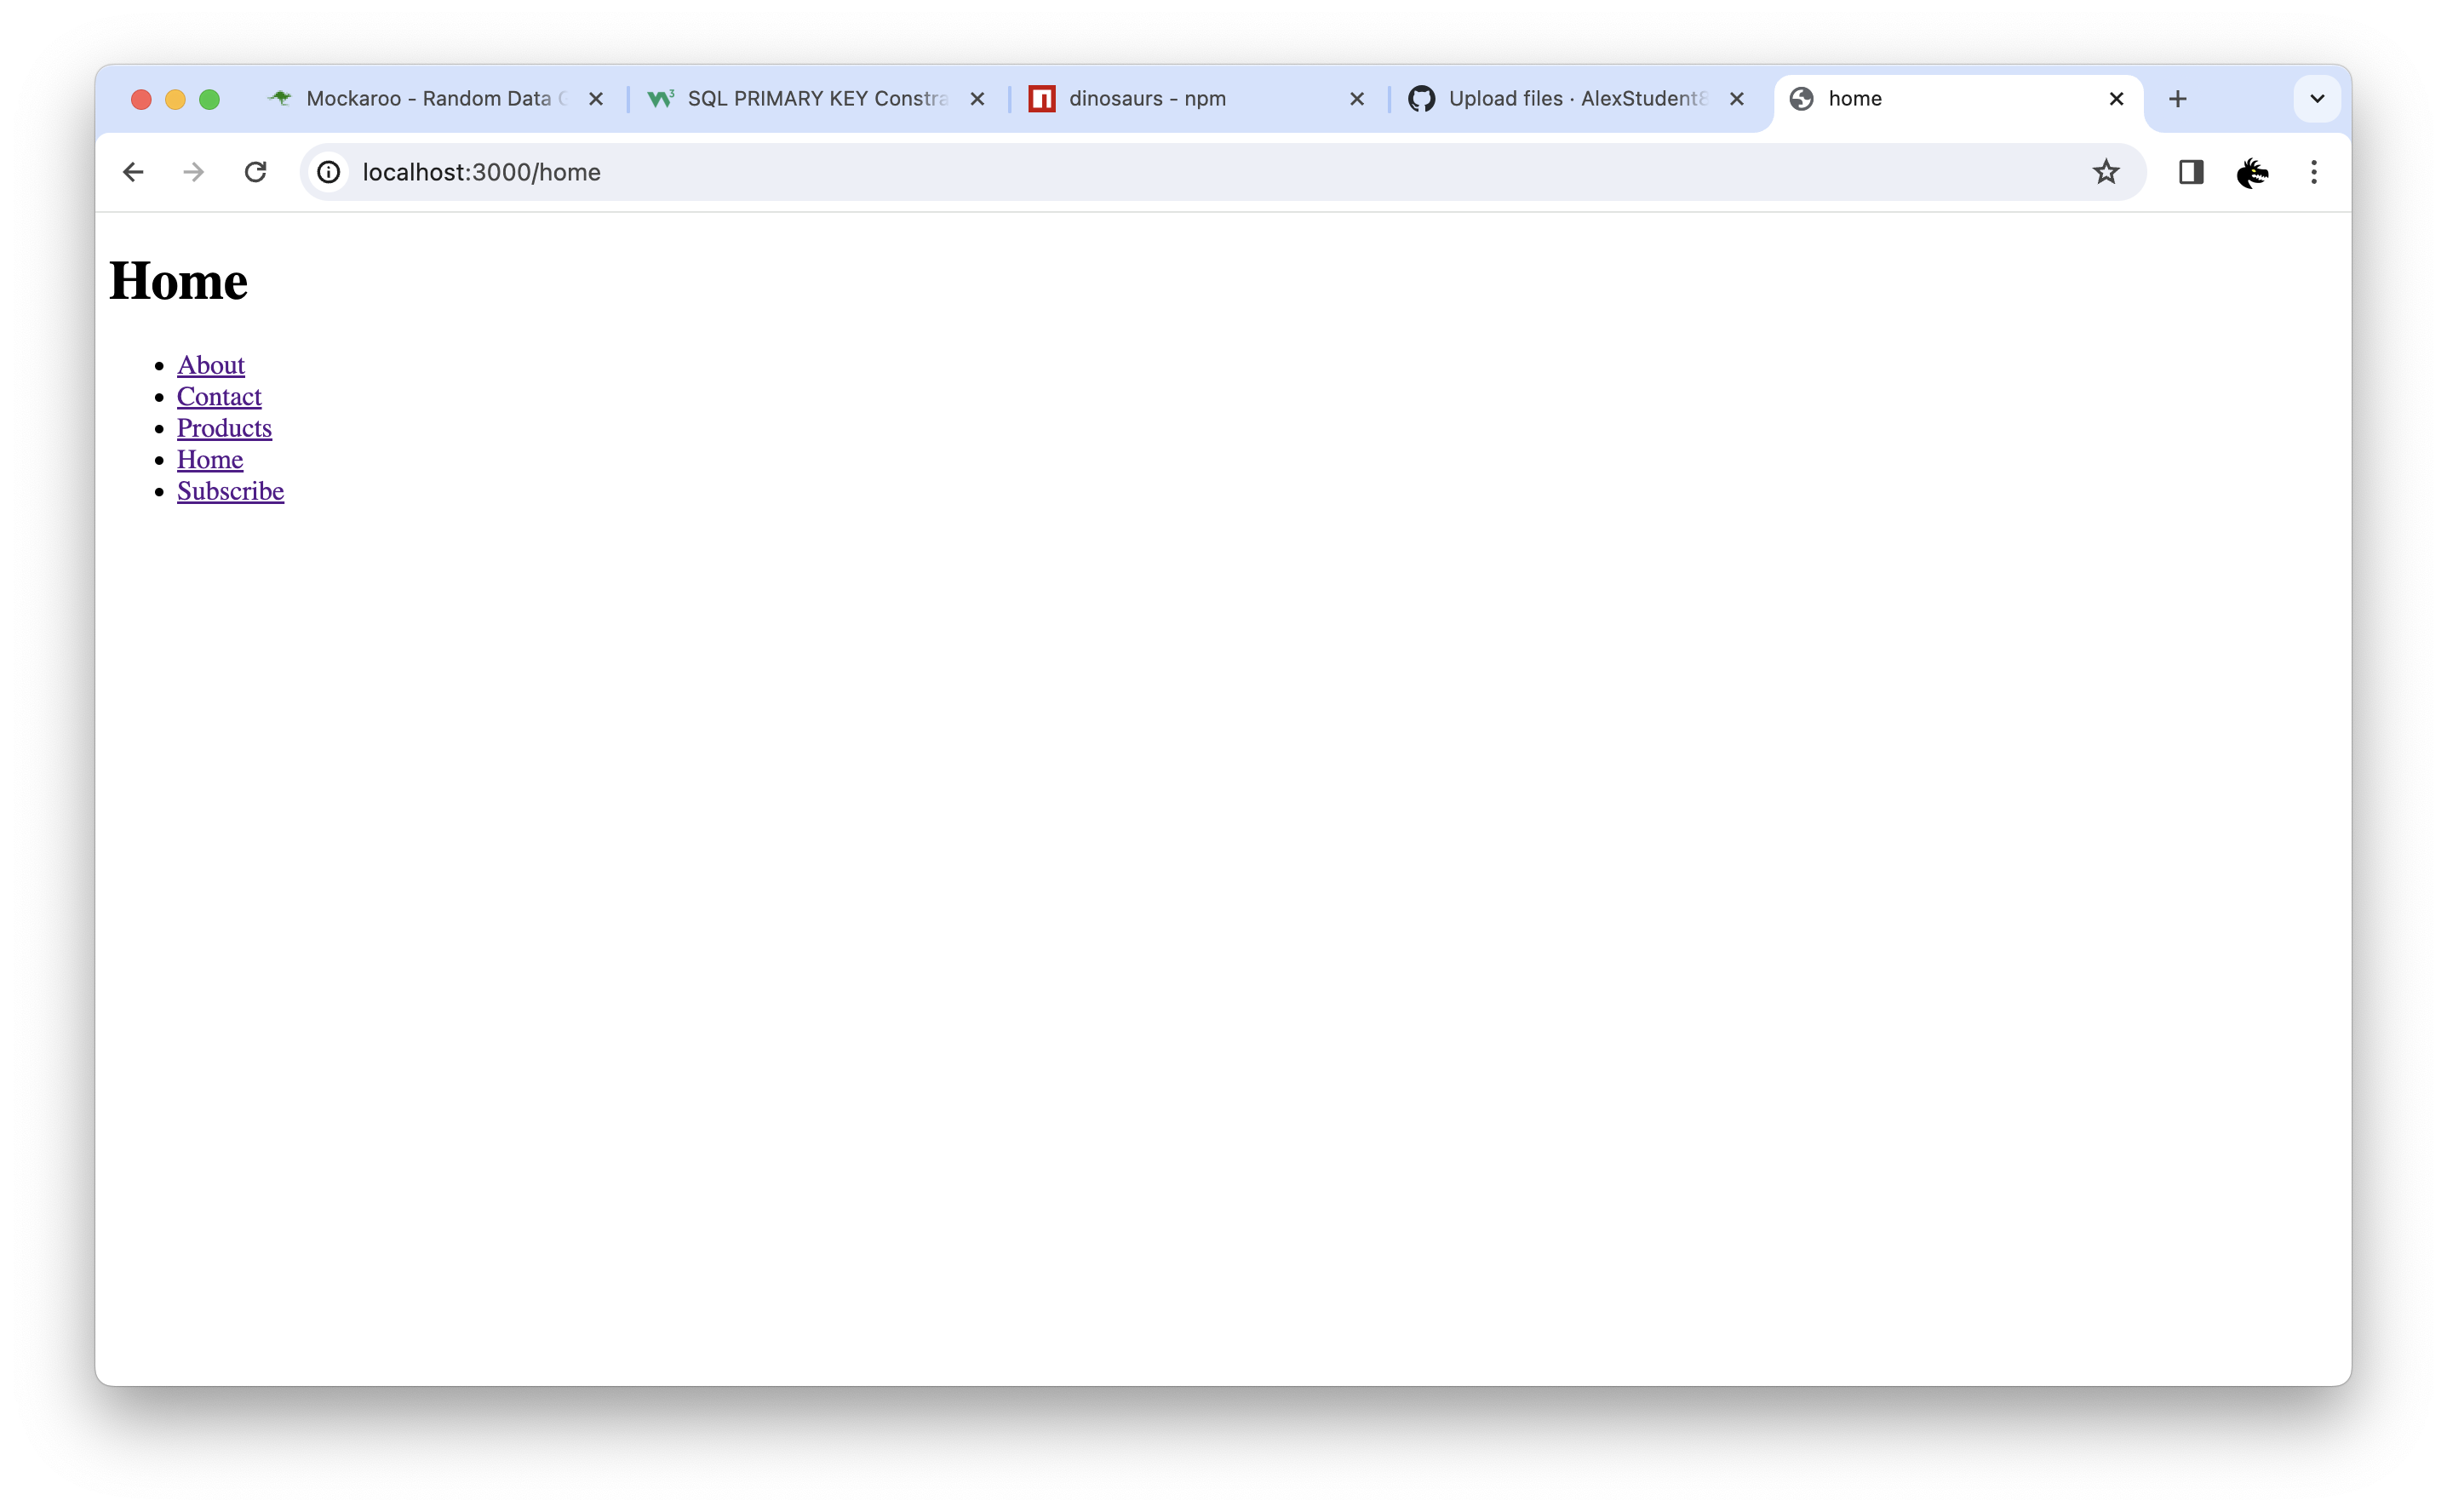 Mockaroo - Random Data
SQL PRIMARY KEY Constra
dinosaurs - npm
Upload files · AlexStudent8
home
localhost:3000/home
Home
About
Contact
Products
Home
Subscribe